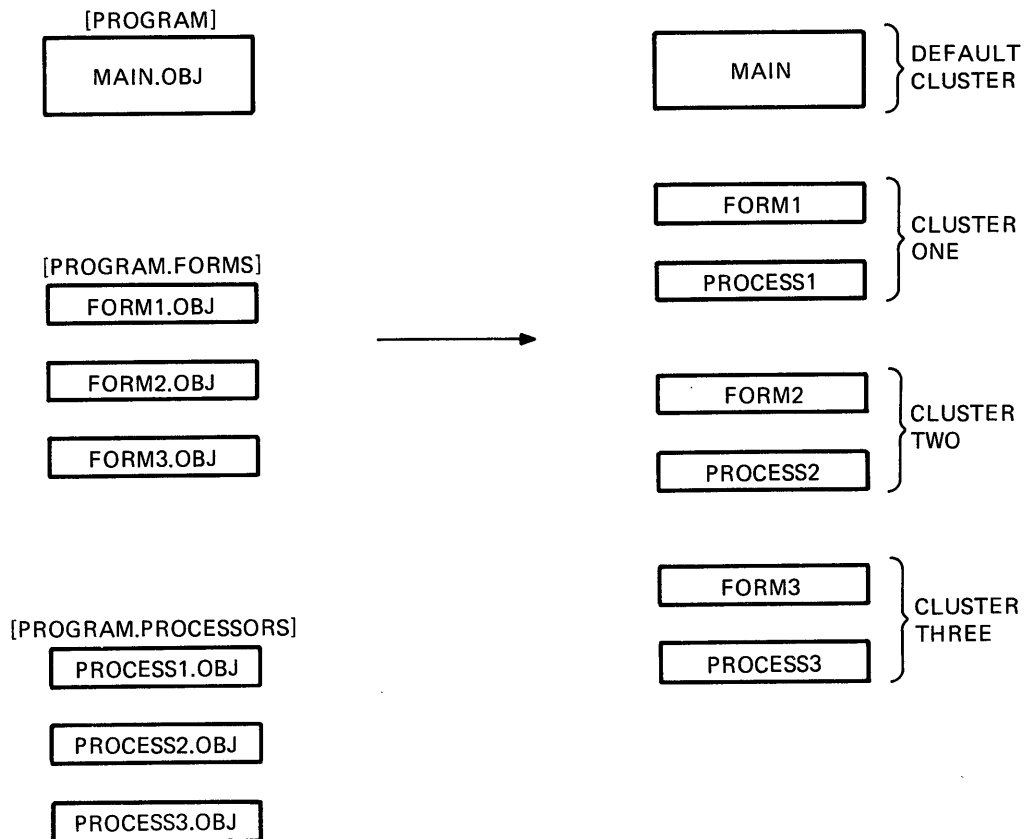 [PROGRAM]
MAIN.OBJ
[PROGRAM.FORMS]
FORM1.OBJ
FORM2.OBJ
FORM3.OBJ
[PROGRAM.PROCESSORS]
PROCESS1.OBJ
PROCESS2.OBJ
PROCESS3.OBJ
MAIN
DEFAULT
CLUSTER
FORM1
PROCESS1
CLUSTER
ONE
FORM2
PROCESS2
CLUSTER
TWO
FORM3
PROCESS3
CLUSTER
THREE